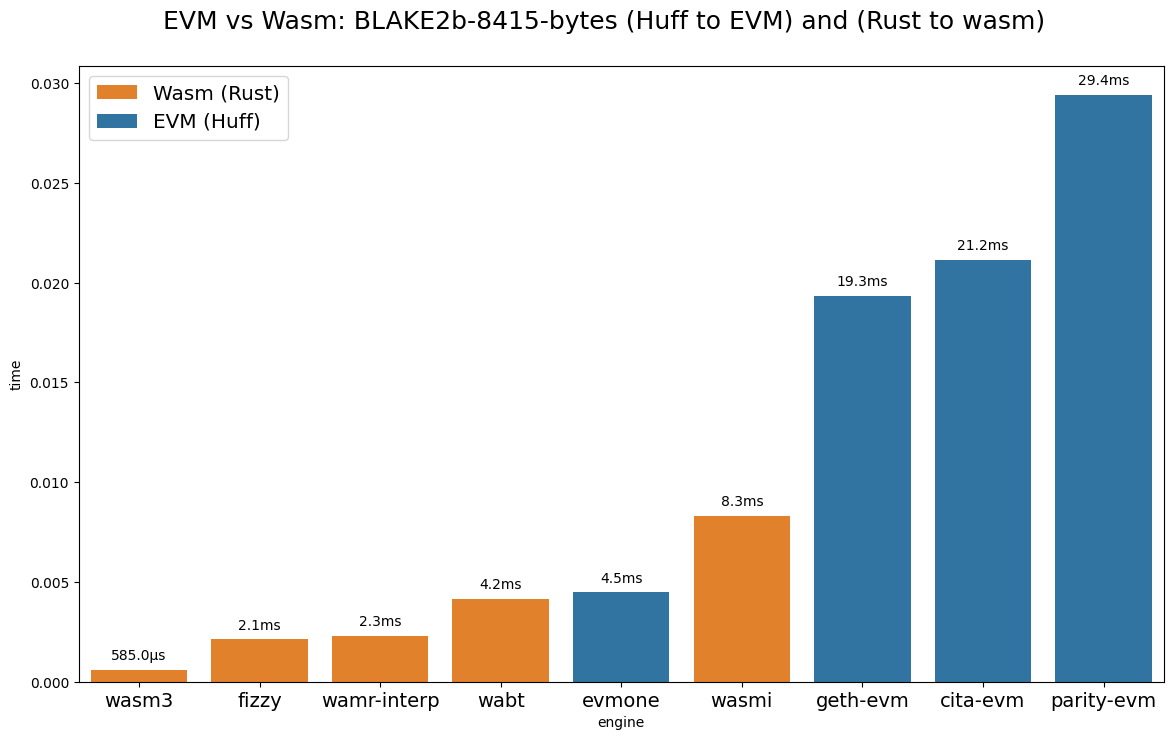 EVM vs Wasm: BLAKE2b-8415-bytes (Huff to EVM) and (Rust to wasm)
Wasm (Rust)
EVM (Huff)
0.030
0.025
0.020
0.015
0.010
0.005
0.000
time
585.0µs
2.1ms
2.3ms
4.2ms
4.5ms
8.3ms
19.3ms
21.2ms
29.4ms
wasm3 fizzy wamr-interp wabt evmone wasmi geth-evm cita-evm parity-evm
engine